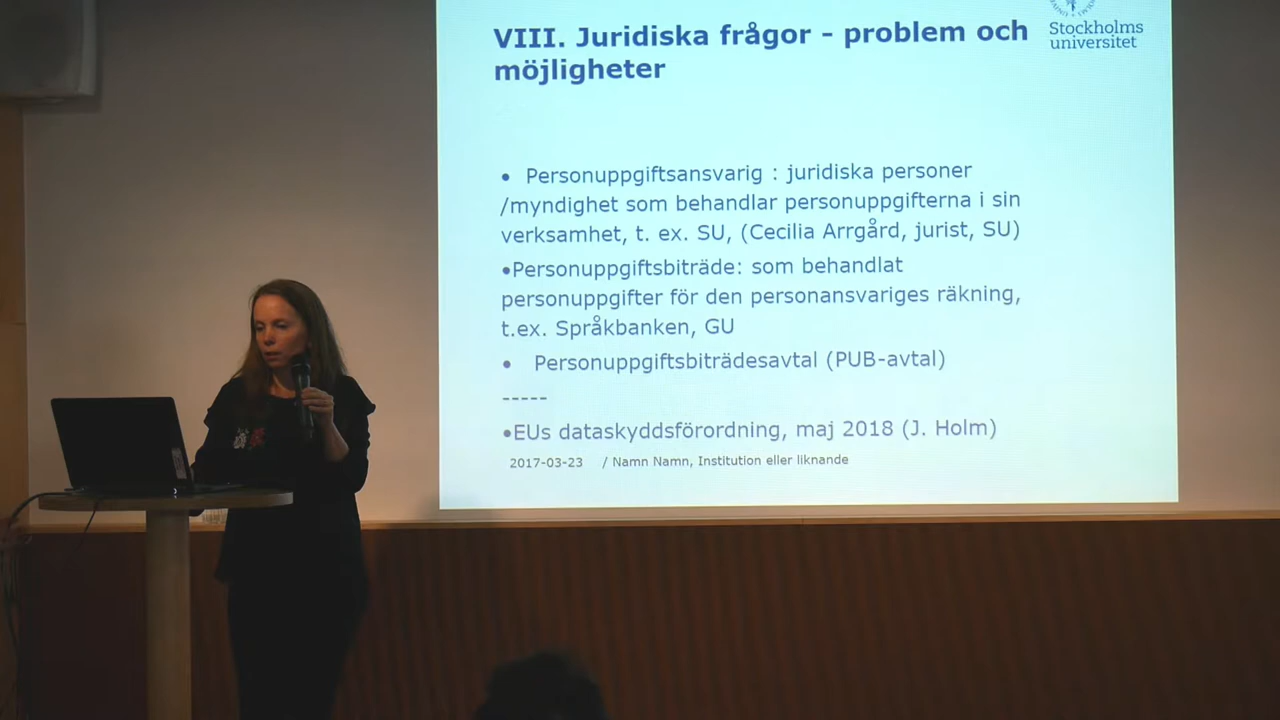 VIII. Juridiska frågor – problem och
möjligheter
Stockholms
universitet
• Personuppgiftsansvarig : juridiska personer
/myndighet som behandlar personuppgifterna i sin
verksamhet, t. ex. SU, (Cecilia Arrgård, jurist, SU)
•Personuppgiftsbiträde: som behandlat
personuppgifter för den personansvariges räkning,
t.ex. Språkbanken, GU
• Personuppgiftsbiträdesavtal (PUB-avtal)
-----
•EUs dataskyddsförordning, maj 2018 (J. Holm)
2017-03-23 / Namn Namn, Institution eller liknande